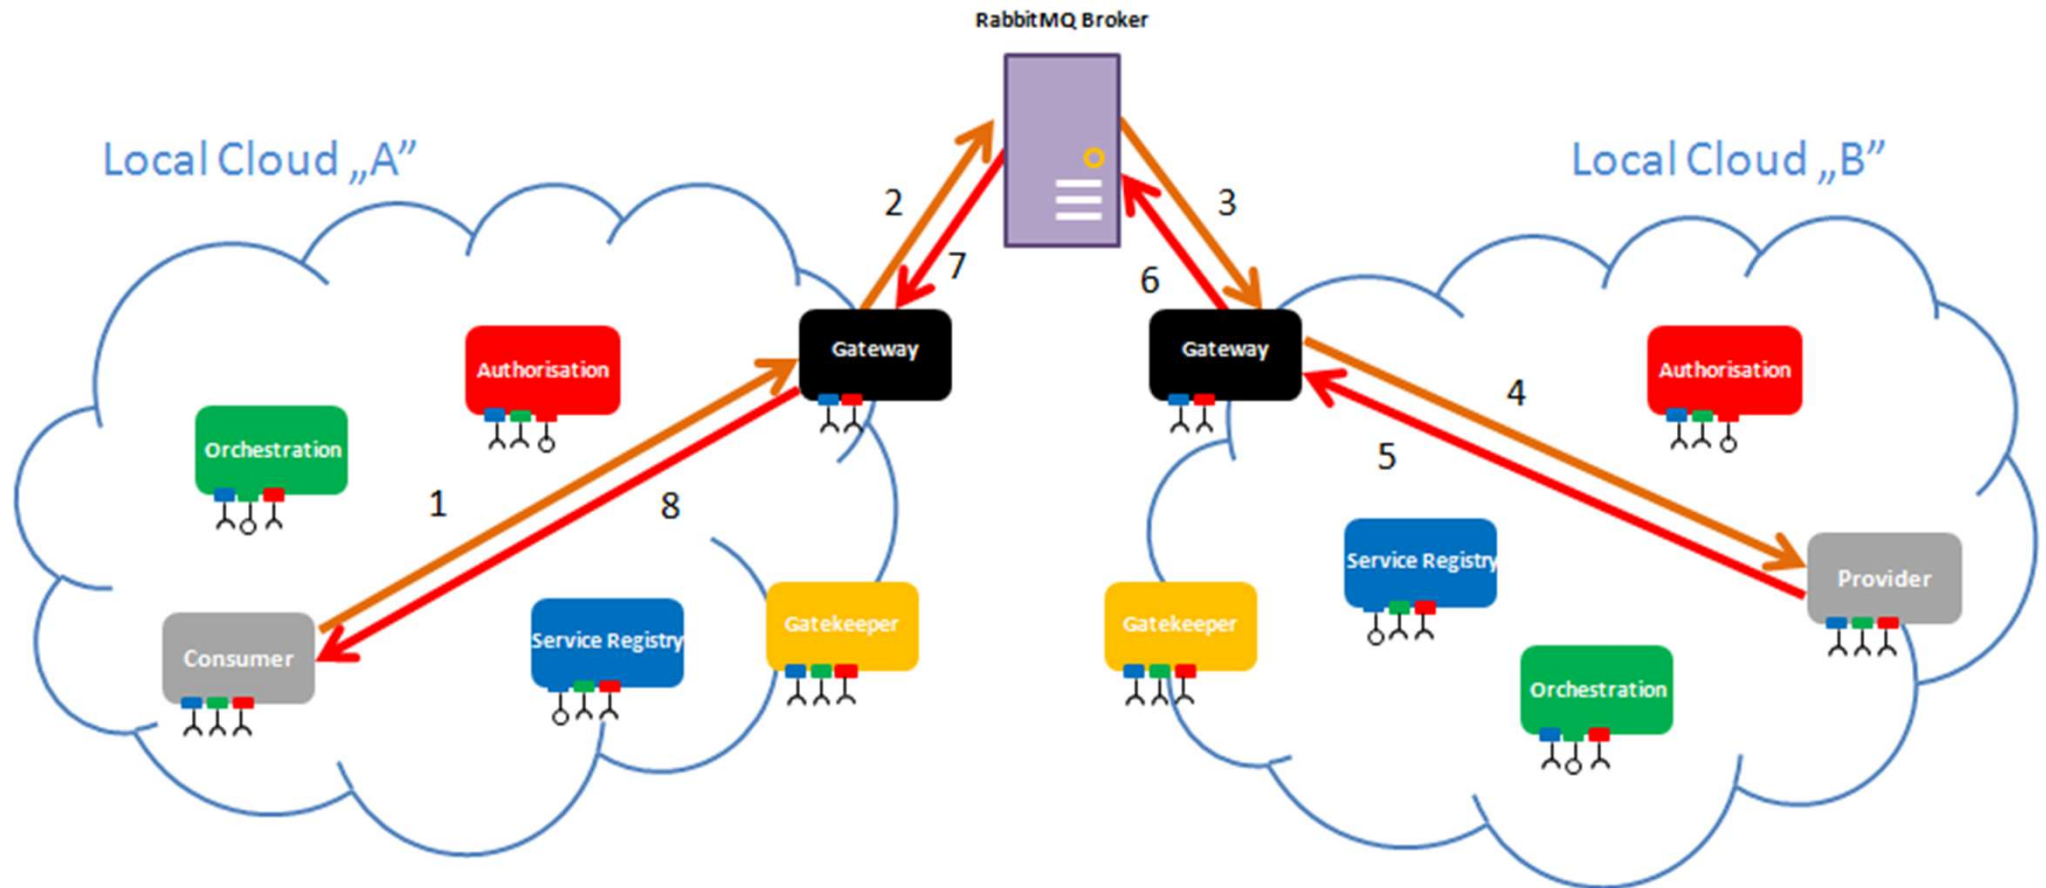 RabbitMQ Broker
Local Cloud „A”
Local Cloud „B”
2
3
7
6
Gateway
Gateway
Authorisation
Authorisation
4
Orchestration
5
1
8
Service Registry
Provider
Gatekeeper
Gatekeeper
Service Registry
Consumer
Orchestration